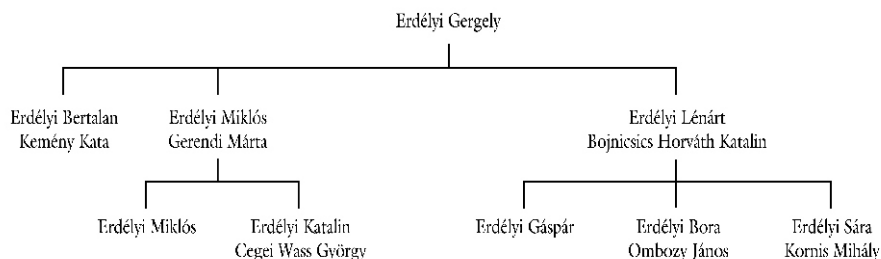 Erdélyi Gergely
Erdélyi Bertalan
Kemény Kata
Erdélyi Miklós
Gerendi Márta
Erdélyi Lénárt
Bojnicsics Horváth Katalin
Erdélyi Miklós
Erdélyi Katalin
Cegei Wass György
Erdélyi Gáspár
Erdélyi Bora
Ombozy János
Erdélyi Sára
Kornis Mihály